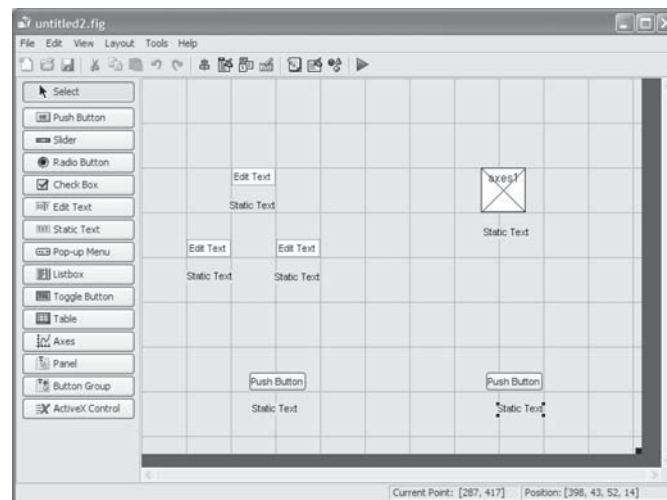 untitled2.fig
File Edit View Layout Tools Help
Select
Push Button
Slider
Radio Button
Check Box
Edit Text
Static Text
Pop-up Menu
Listbox
Toggle Button
Table
Axes
Panel
Button Group
ActiveX Control
Edit Text
axes1
Static Text
Static Text
Edit Text Edit Text
Static Text Static Text
Push Button Push Button
Static Text Static Text
Current Point: [287, 417] Position: [398, 43, 52, 14]